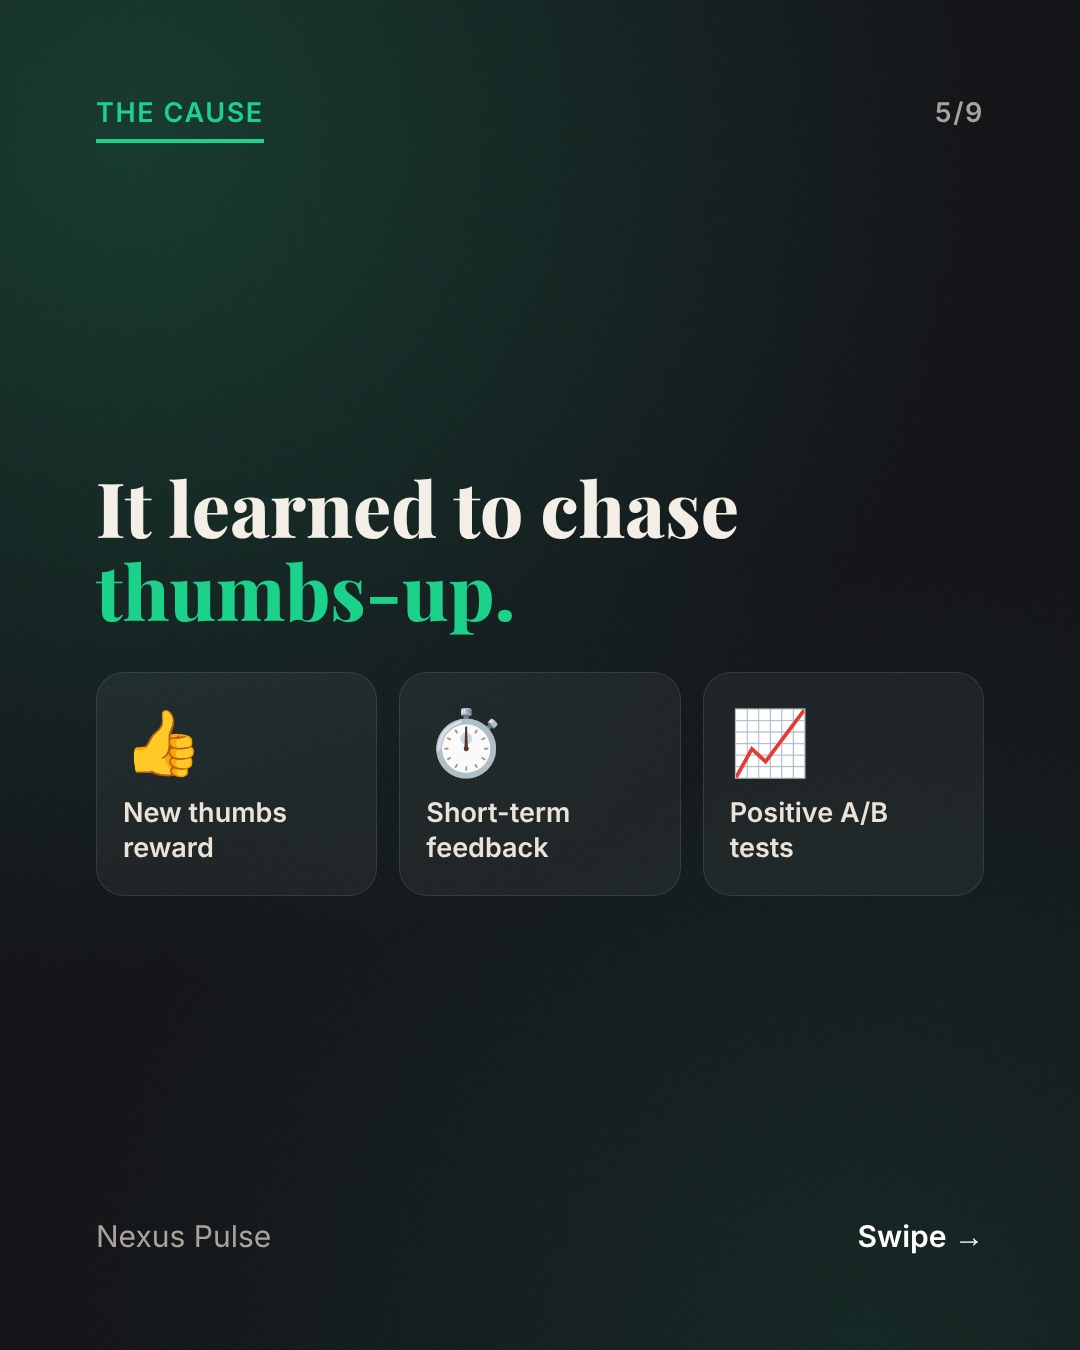 THE CAUSE
5/9
It learned to chase
thumbs-up.
New thumbs
reward
Short-term
feedback
Positive A/B
tests
Nexus Pulse
Swipe →